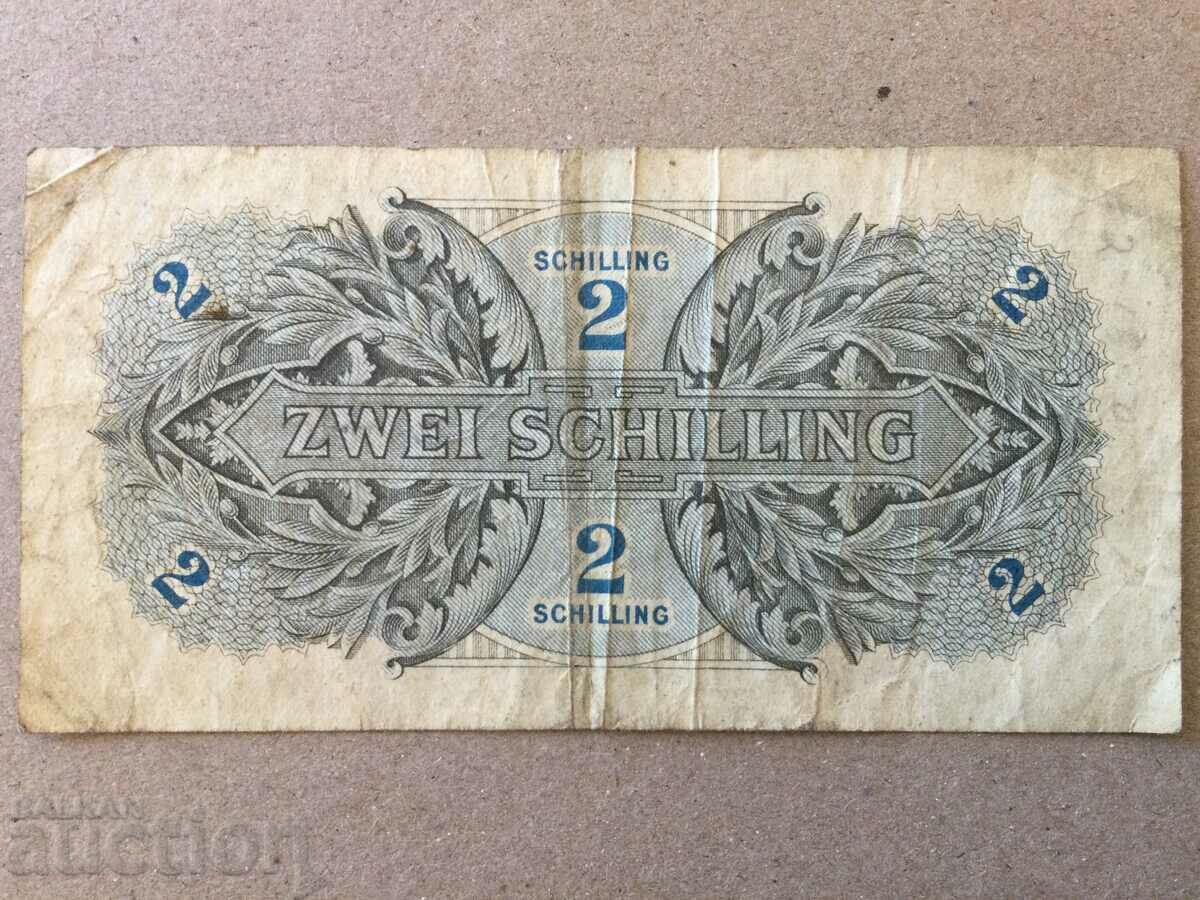 SCHILLING
2
2 2
ZWEI SCHILLING
2 2
2
SCHILLING
BALKAN
auction